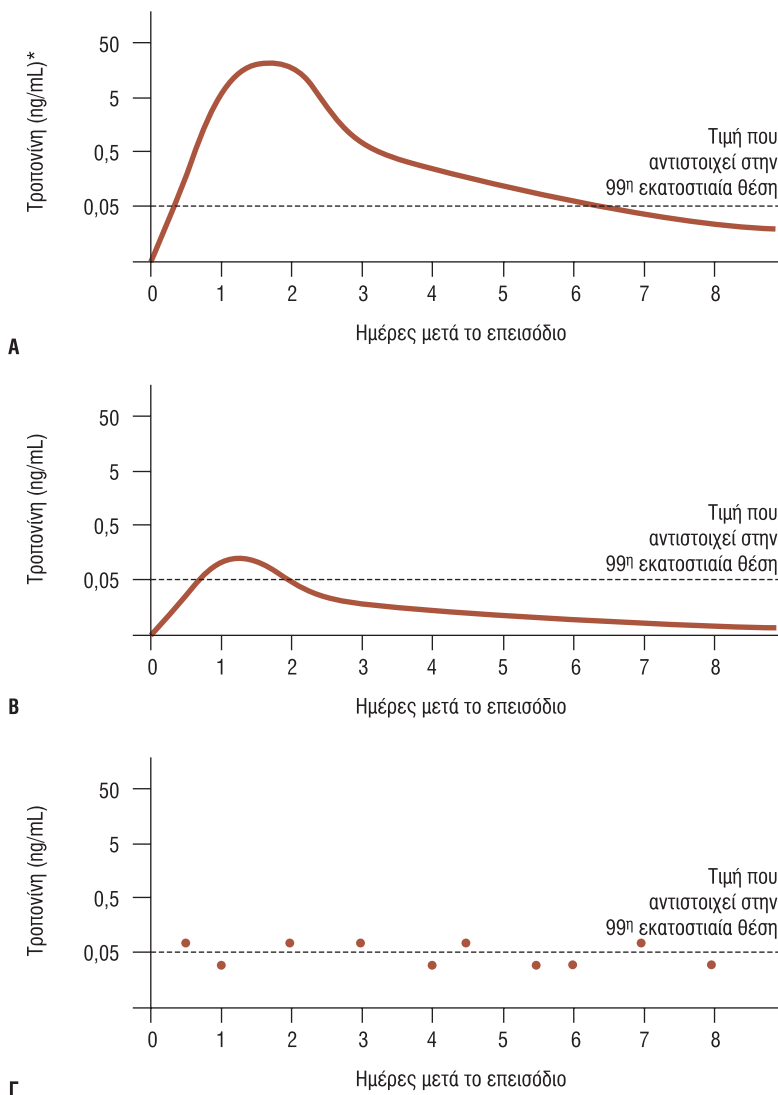 Τροπονίνη (ng/mL)*
50
5
0,5
0,05
Τιμή που
αντιστοιχεί στην
99η εκατοστιαία θέση
0 1 2 3 4 5 6 7 8
Ημέρες μετά το επεισόδιο
Α
Τροπονίνη (ng/mL)
50
5
0,5
0,05
Τιμή που
αντιστοιχεί στην
99η εκατοστιαία θέση
0 1 2 3 4 5 6 7 8
Ημέρες μετά το επεισόδιο
Β
Τροπονίνη (ng/mL)
50
5
0,5
0,05
Τιμή που
αντιστοιχεί στην
99η εκατοστιαία θέση
0 1 2 3 4 5 6 7 8
Ημέρες μετά το επεισόδιο
Γ